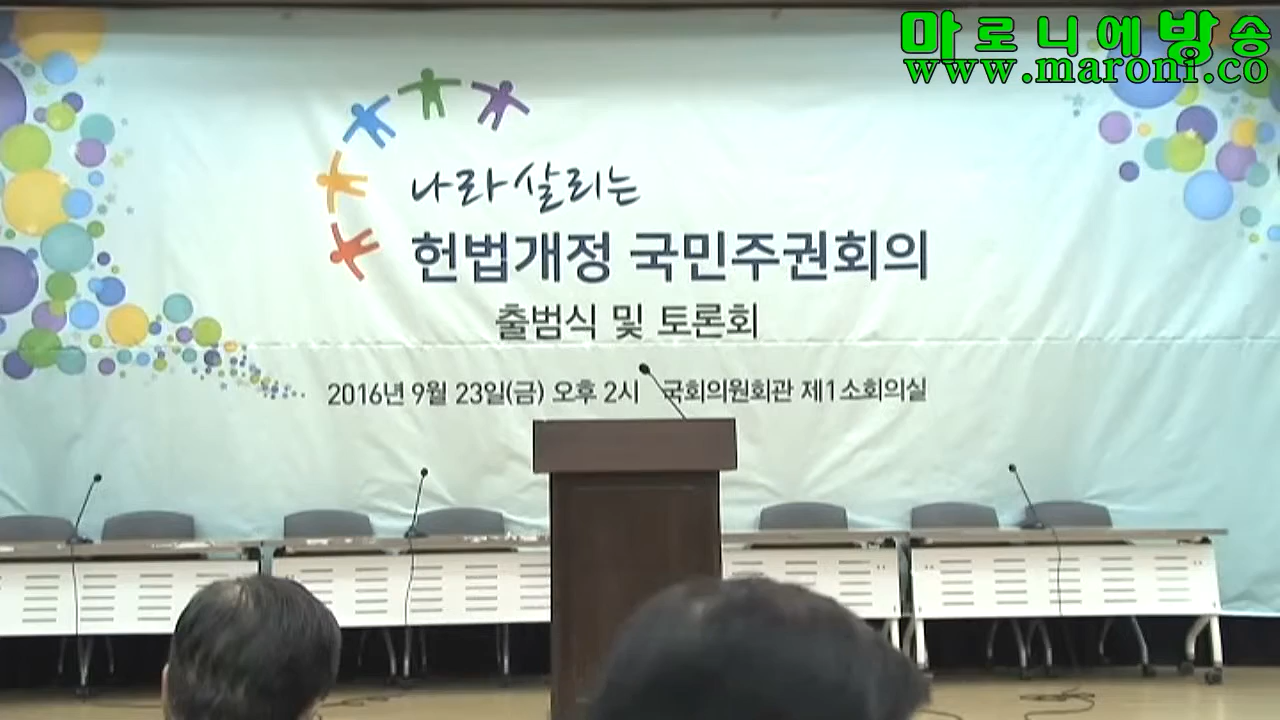 마로니에방송
www.maroni.co
나라 살리는
헌법개정 국민주권회의
출범식 및 토론회
2016년 9월 23일(금) 오후 2시 국회의원회관 제1소회의실